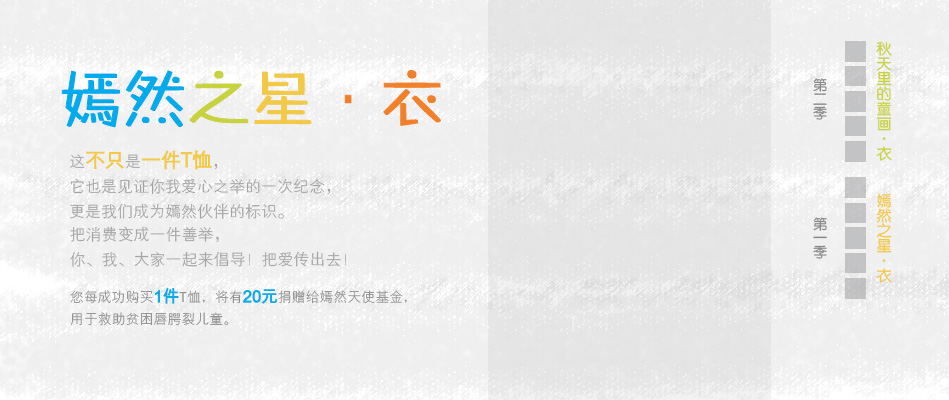 嫣然之星·衣
这不只是一件T恤，
它也是见证你我爱心之举的一次纪念，
更是我们成为嫣然伙伴的标识。
把消费变成一件善举，
你、我、大家一起来倡导！把爱传出去！
您每成功购买1件T恤，将有20元捐赠给嫣然天使基金，
用于救助贫困唇腭裂儿童。
第二季
秋天里的童画·衣
第一季
嫣然之星·衣